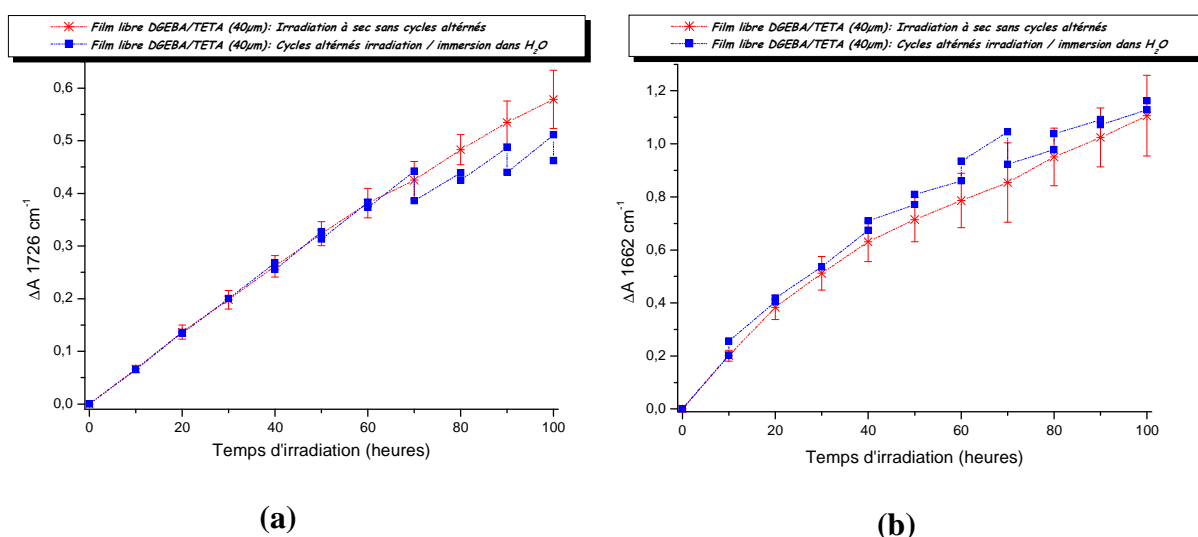 Film libre DGEBA/TETA (40µm): Irradiation à sec sans cycles altérnés
Film libre DGEBA/TETA (40µm): Cycles altérnés irradiation / immersion dans H2O
0,6
0,5
0,4
0,3
0,2
0,1
0,0
ΔA 1726 cm-1
0 20 40 60 80 100
Temps d'irradiation (heures)
(a)
Film libre DGEBA/TETA (40µm): Irradiation à sec sans cycles altérnés
Film libre DGEBA/TETA (40µm): Cycles altérnés irradiation / immersion dans H2O
1,2
1,0
0,8
0,6
0,4
0,2
0,0
ΔA 1662 cm-1
0 20 40 60 80 100
Temps d'irradiation (heures)
(b)